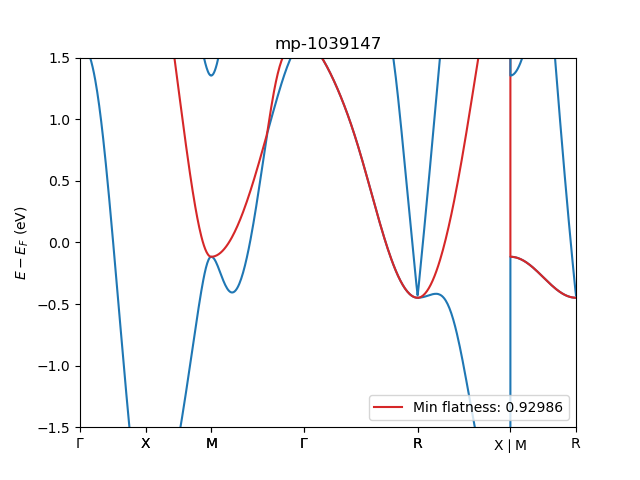 mp-1039147
1.5
1.0
0.5
0.0
−0.5
−1.0
−1.5
E − E_F (eV)
Min flatness: 0.92986
Γ X M Γ R X | M R